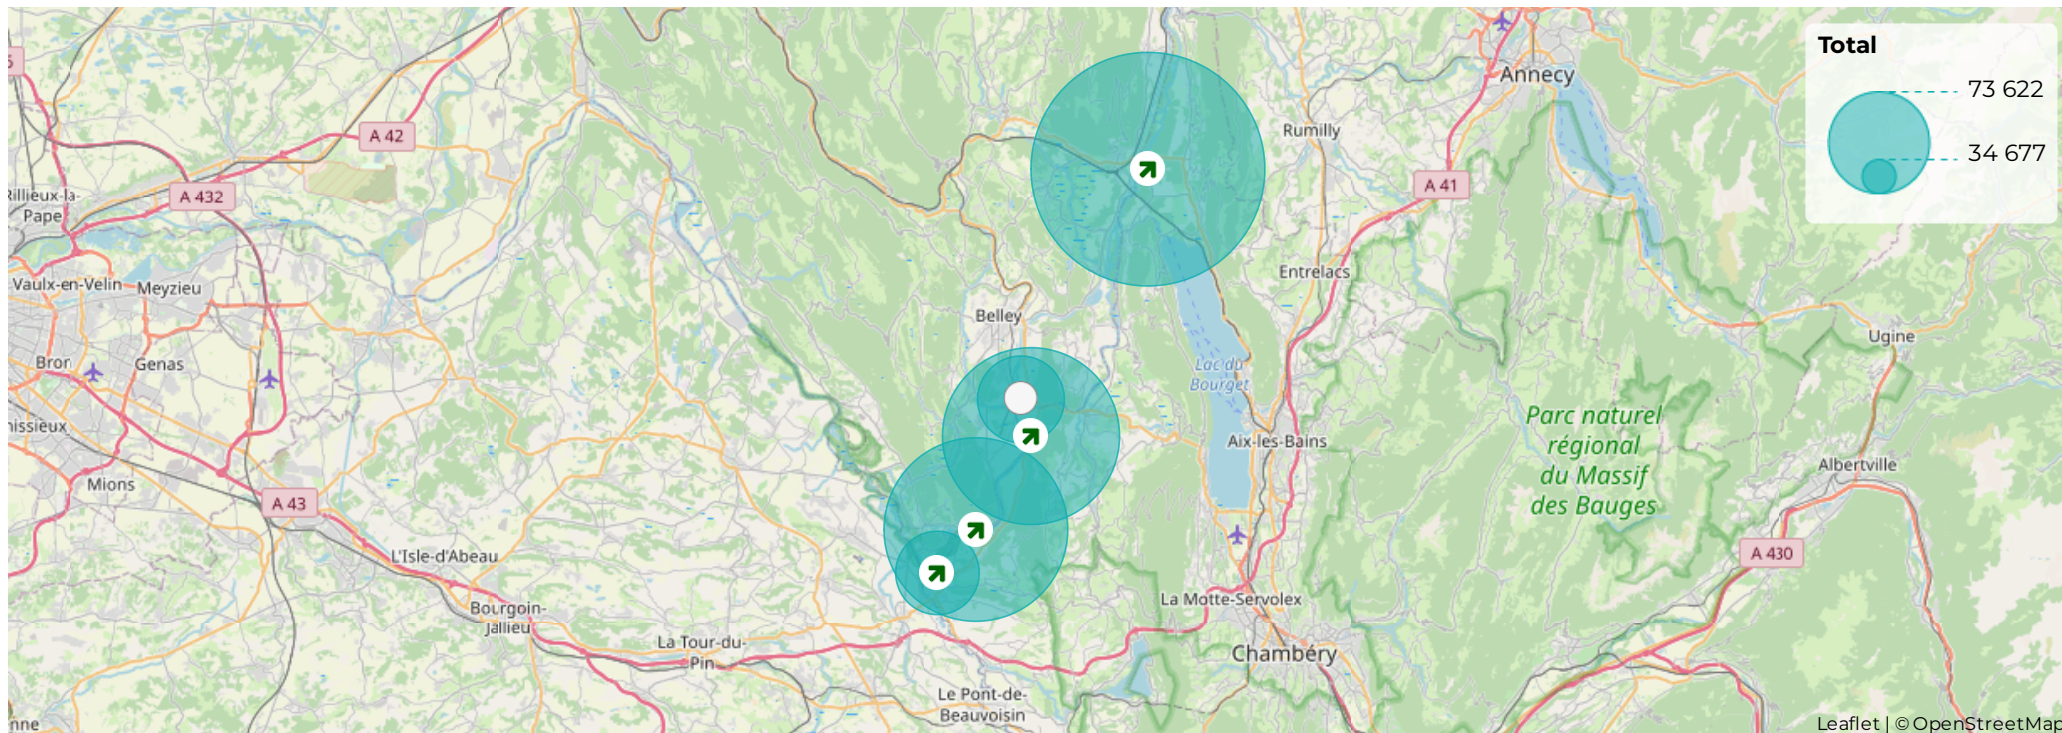 Total
73 622
34 677
Annecy
A 42
Rumilly
A 41
A 432
Rillieux-la-
Pape
Vaulx-en-Velin
Meyzieu
Entrelacs
Belley
Ugine
Bron
Genas
Lac du
Bourget
Parc naturel
régional
du Massif
des Bauges
Aix-les-Bains
Albertville
Mions
A 43
L'Isle-d'Abeau
A 430
Bourgoin-
Jallieu
La Motte-Servolex
La Tour-du-
Pin
Chambéry
Le Pont-de-
Beauvoisin
Leaflet | © OpenStreetMap